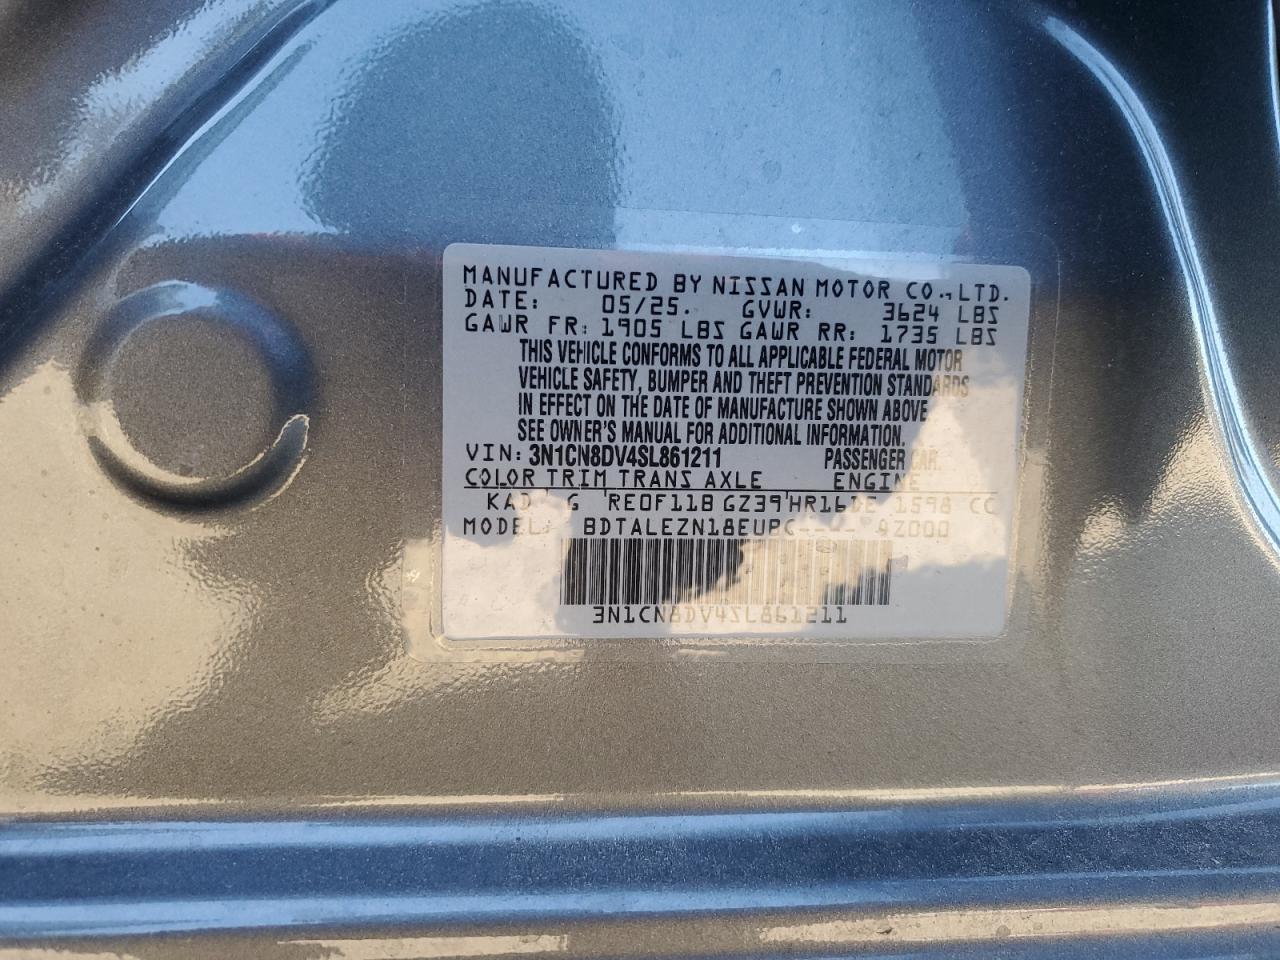 MANUFACTURED BY NISSAN MOTOR CO.,LTD.
DATE: 05/25. GVWR: 3624 LBS
GAWR FR: 1905 LBS GAWR RR: 1735 LBS
THIS VEHICLE CONFORMS TO ALL APPLICABLE FEDERAL MOTOR
VEHICLE SAFETY, BUMPER AND THEFT PREVENTION STANDARDS
IN EFFECT ON THE DATE OF MANUFACTURE SHOWN ABOVE.
SEE OWNER'S MANUAL FOR ADDITIONAL INFORMATION.
VIN: 3N1CN8DV4SL861211 PASSENGER CAR.
COLOR TRIM TRANS AXLE ENGINE
KAD G RE0F11B GZ39 HR16DE 1598 CC
MODEL:
3N1CN8DV4SL861211